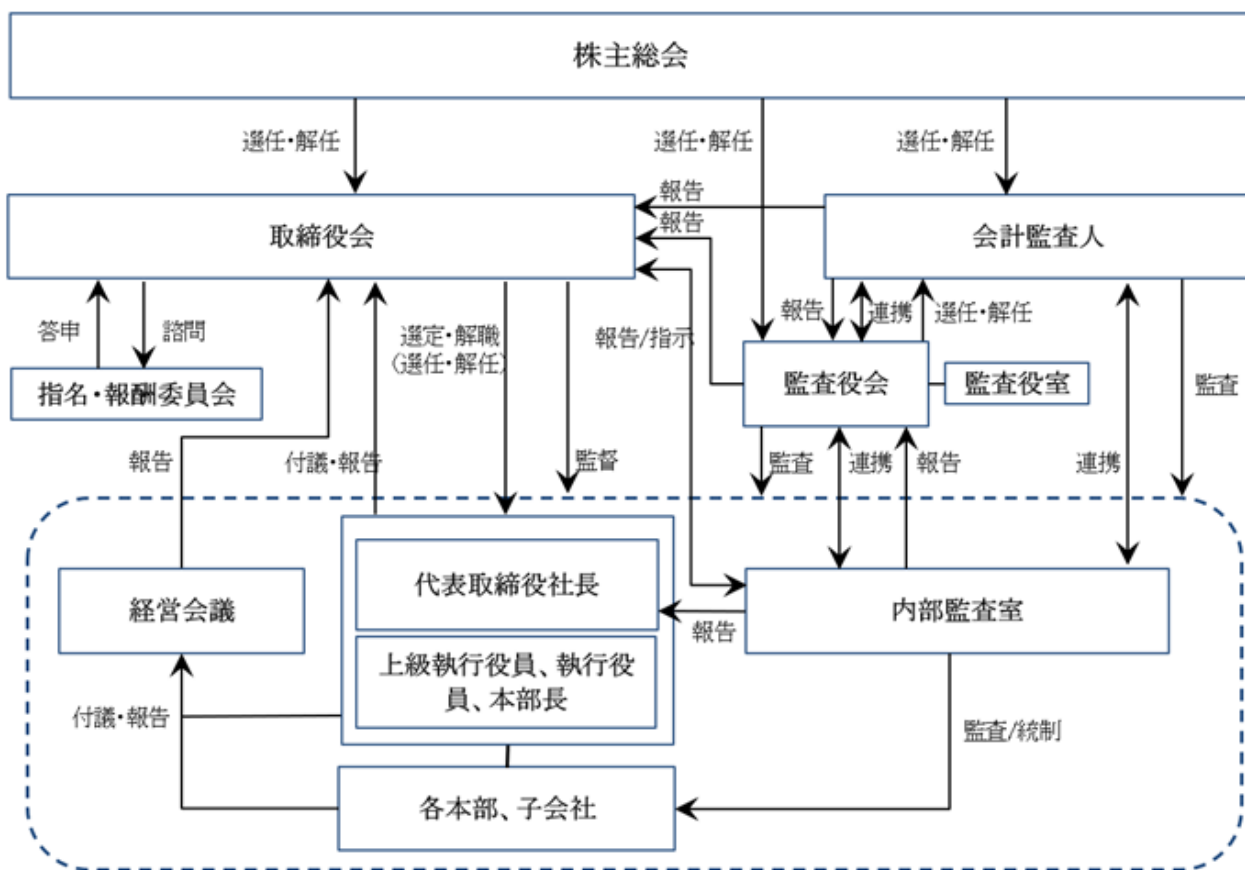 株主総会
選任・解任
選任・解任
選任・解任
報告
取締役会
報告
会計監査人
答申
諮問
選定・解職
(選任・解任)
報告/指示
報告
連携
選任・解任
指名・報酬委員会
監査役会
監査役室
監査
報告
付議・報告
監督
監査
連携
報告
連携
代表取締役社長
経営会議
内部監査室
報告
上級執行役員、執行役
員、本部長
付議・報告
監査/統制
各本部、子会社